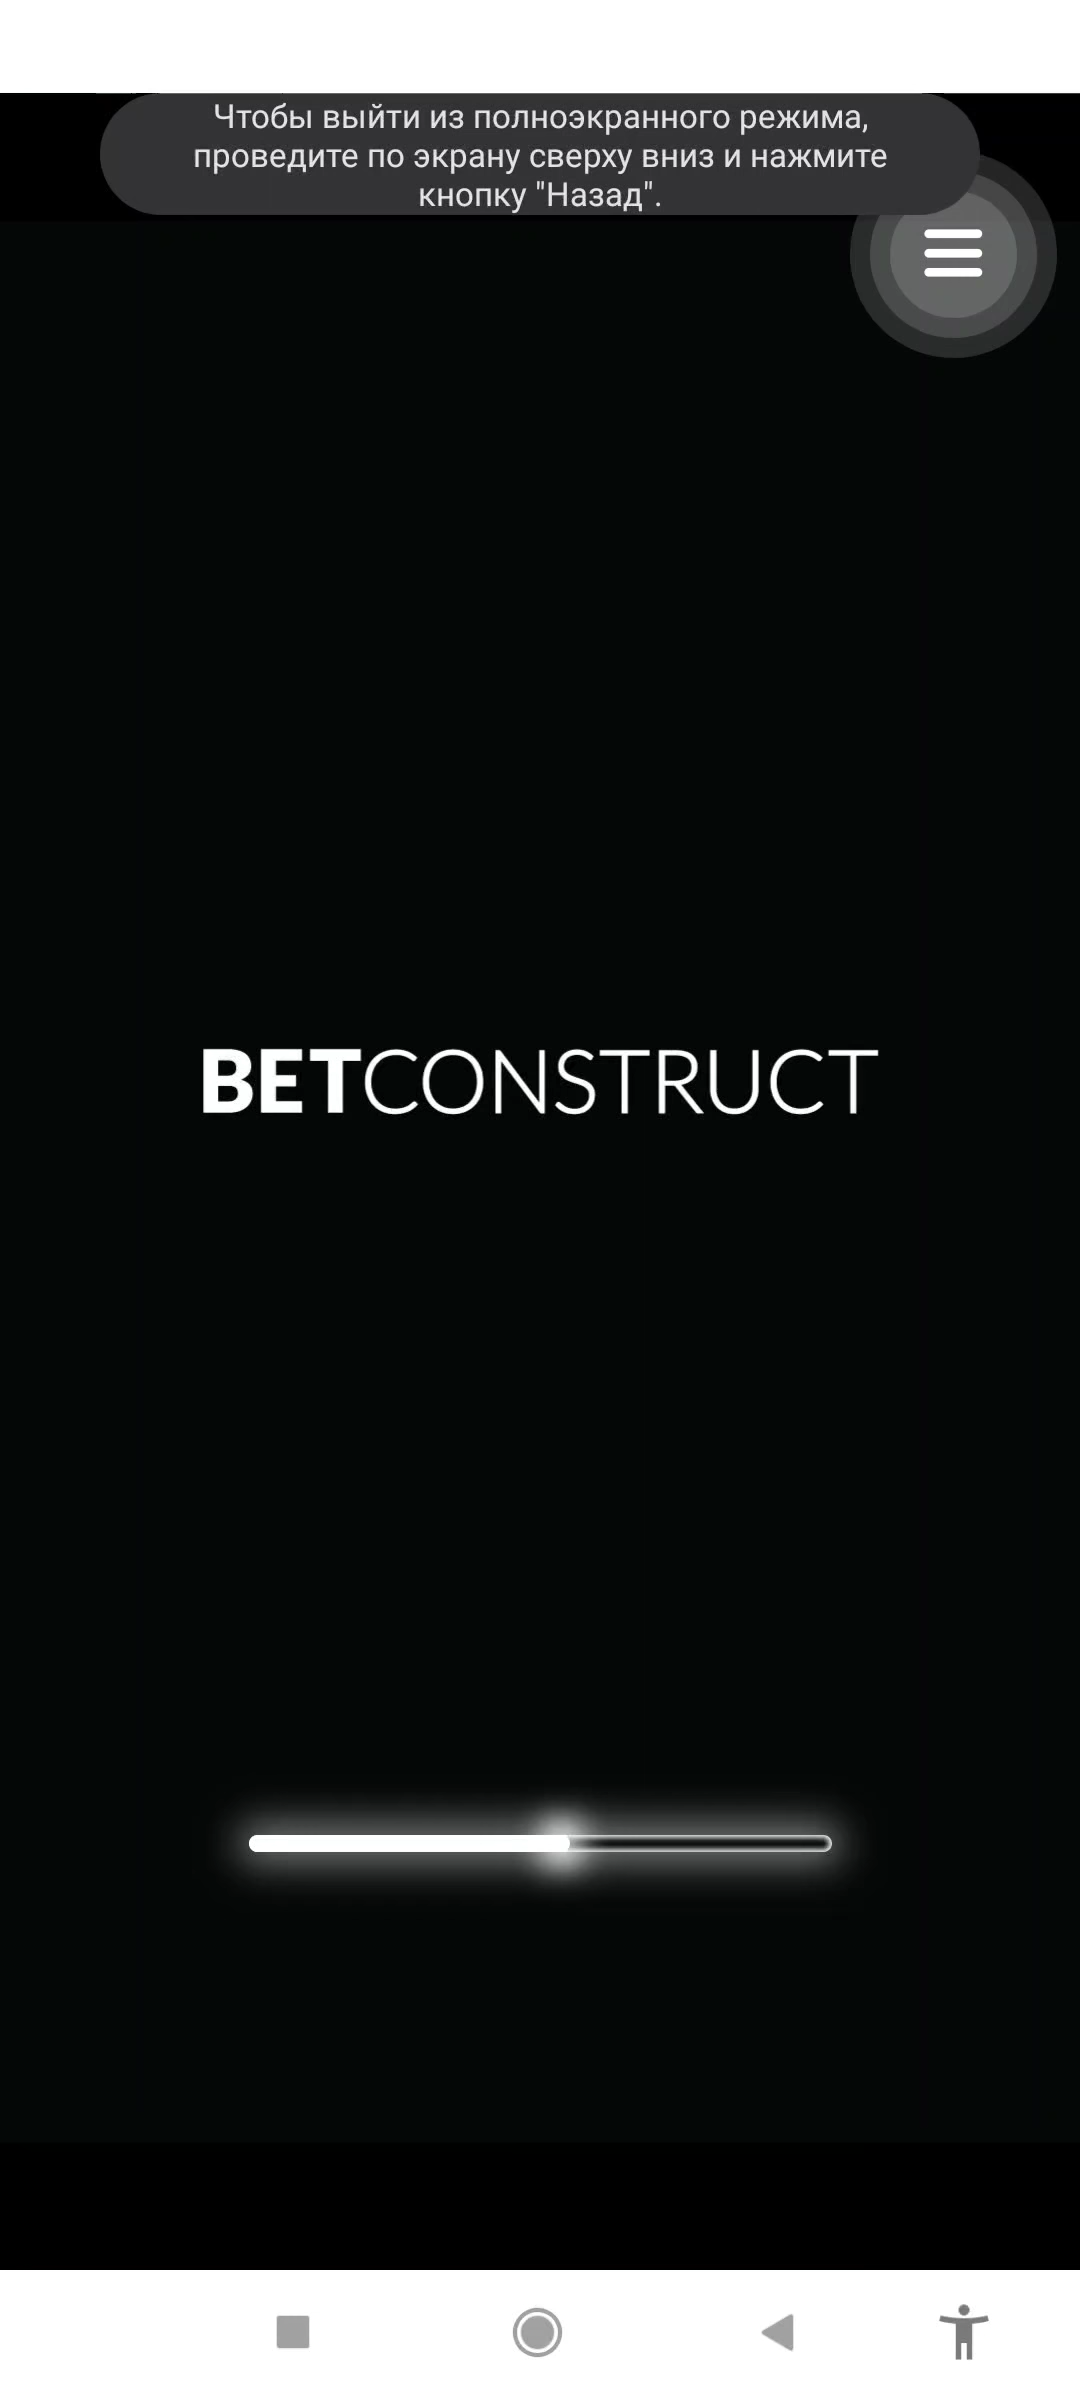 Чтобы выйти из полноэкранного режима,
проведите по экрану сверху вниз и нажмите
кнопку "Назад".
BETCONSTRUCT